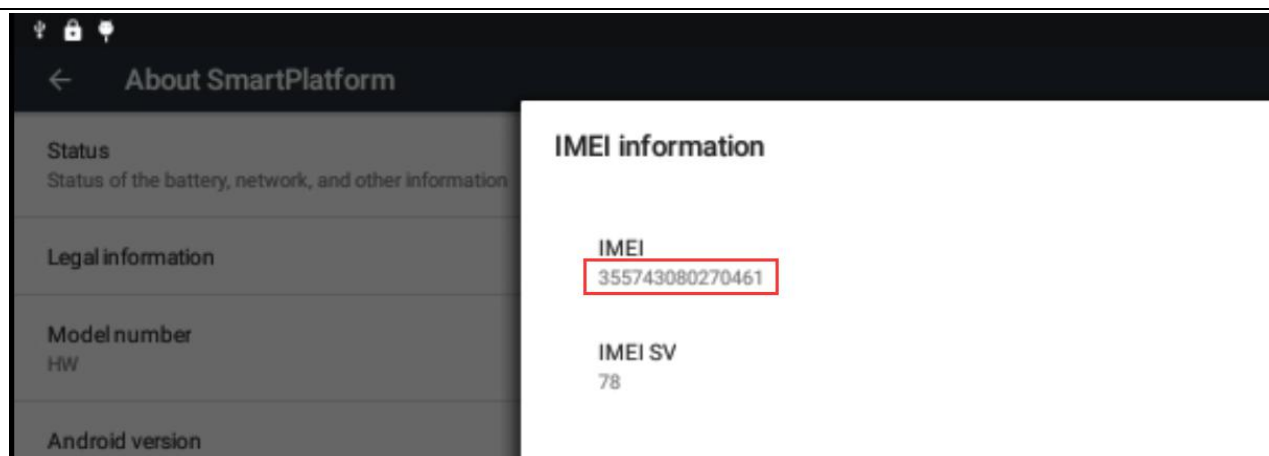 About SmartPlatform
Status
Status of the battery, network, and other information
Legal information
Model number
HW
Android version
IMEI information
IMEI
355743080270461
IMEI SV
78